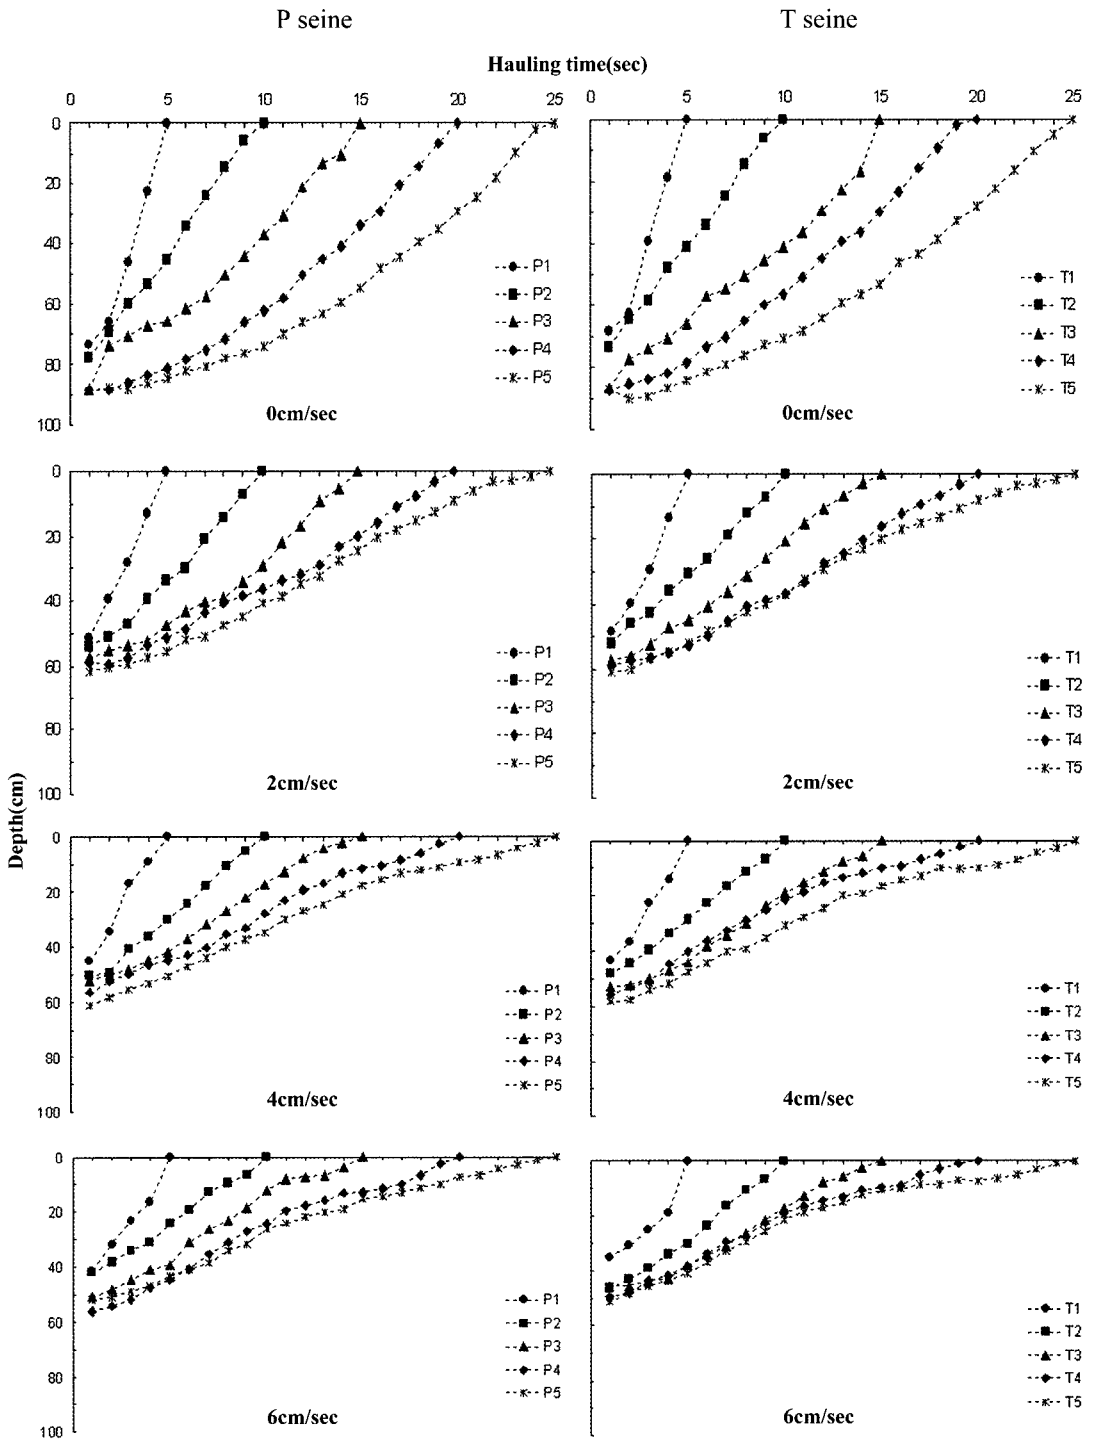 P seine T seine
Hauling time(sec)
0 5 10 15 20 25 0 5 10 15 20 25
0
20
40
60
80
100
P1
P2
P3
P4
P5
0cm/sec
T1
T2
T3
T4
T5
0cm/sec
0
20
40
60
80
100
P1
P2
P3
P4
P5
2cm/sec
T1
T2
T3
T4
T5
2cm/sec
Depth(cm)
0
20
40
60
80
100
P1
P2
P3
P4
P5
4cm/sec
T1
T2
T3
T4
T5
4cm/sec
0
20
40
60
80
100
P1
P2
P3
P4
P5
6cm/sec
T1
T2
T3
T4
T5
6cm/sec